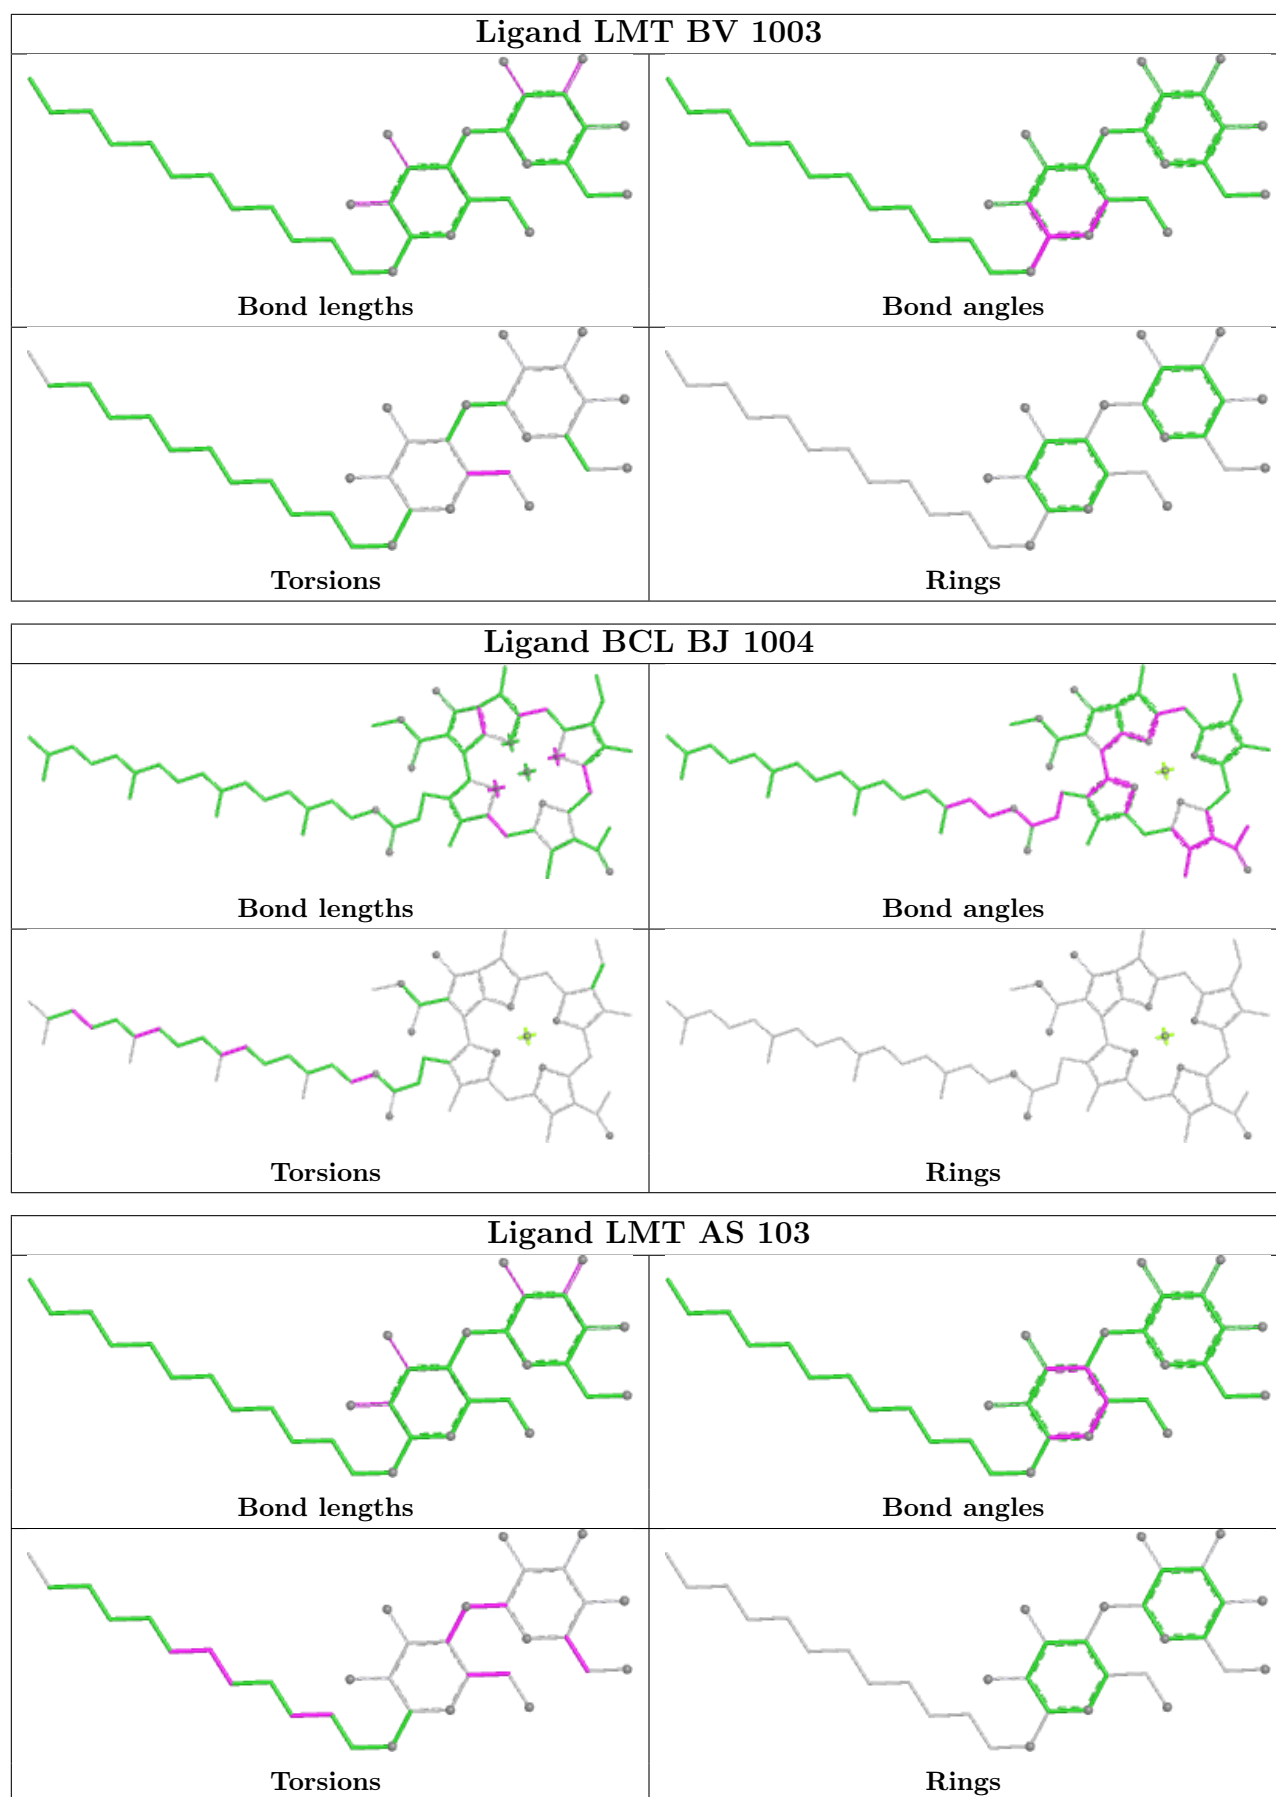 Ligand LMT BV 1003
Bond lengths
Bond angles
Torsions
Rings
Ligand BCL BJ 1004
Bond lengths
Bond angles
Torsions
Rings
Ligand LMT AS 103
Bond lengths
Bond angles
Torsions
Rings